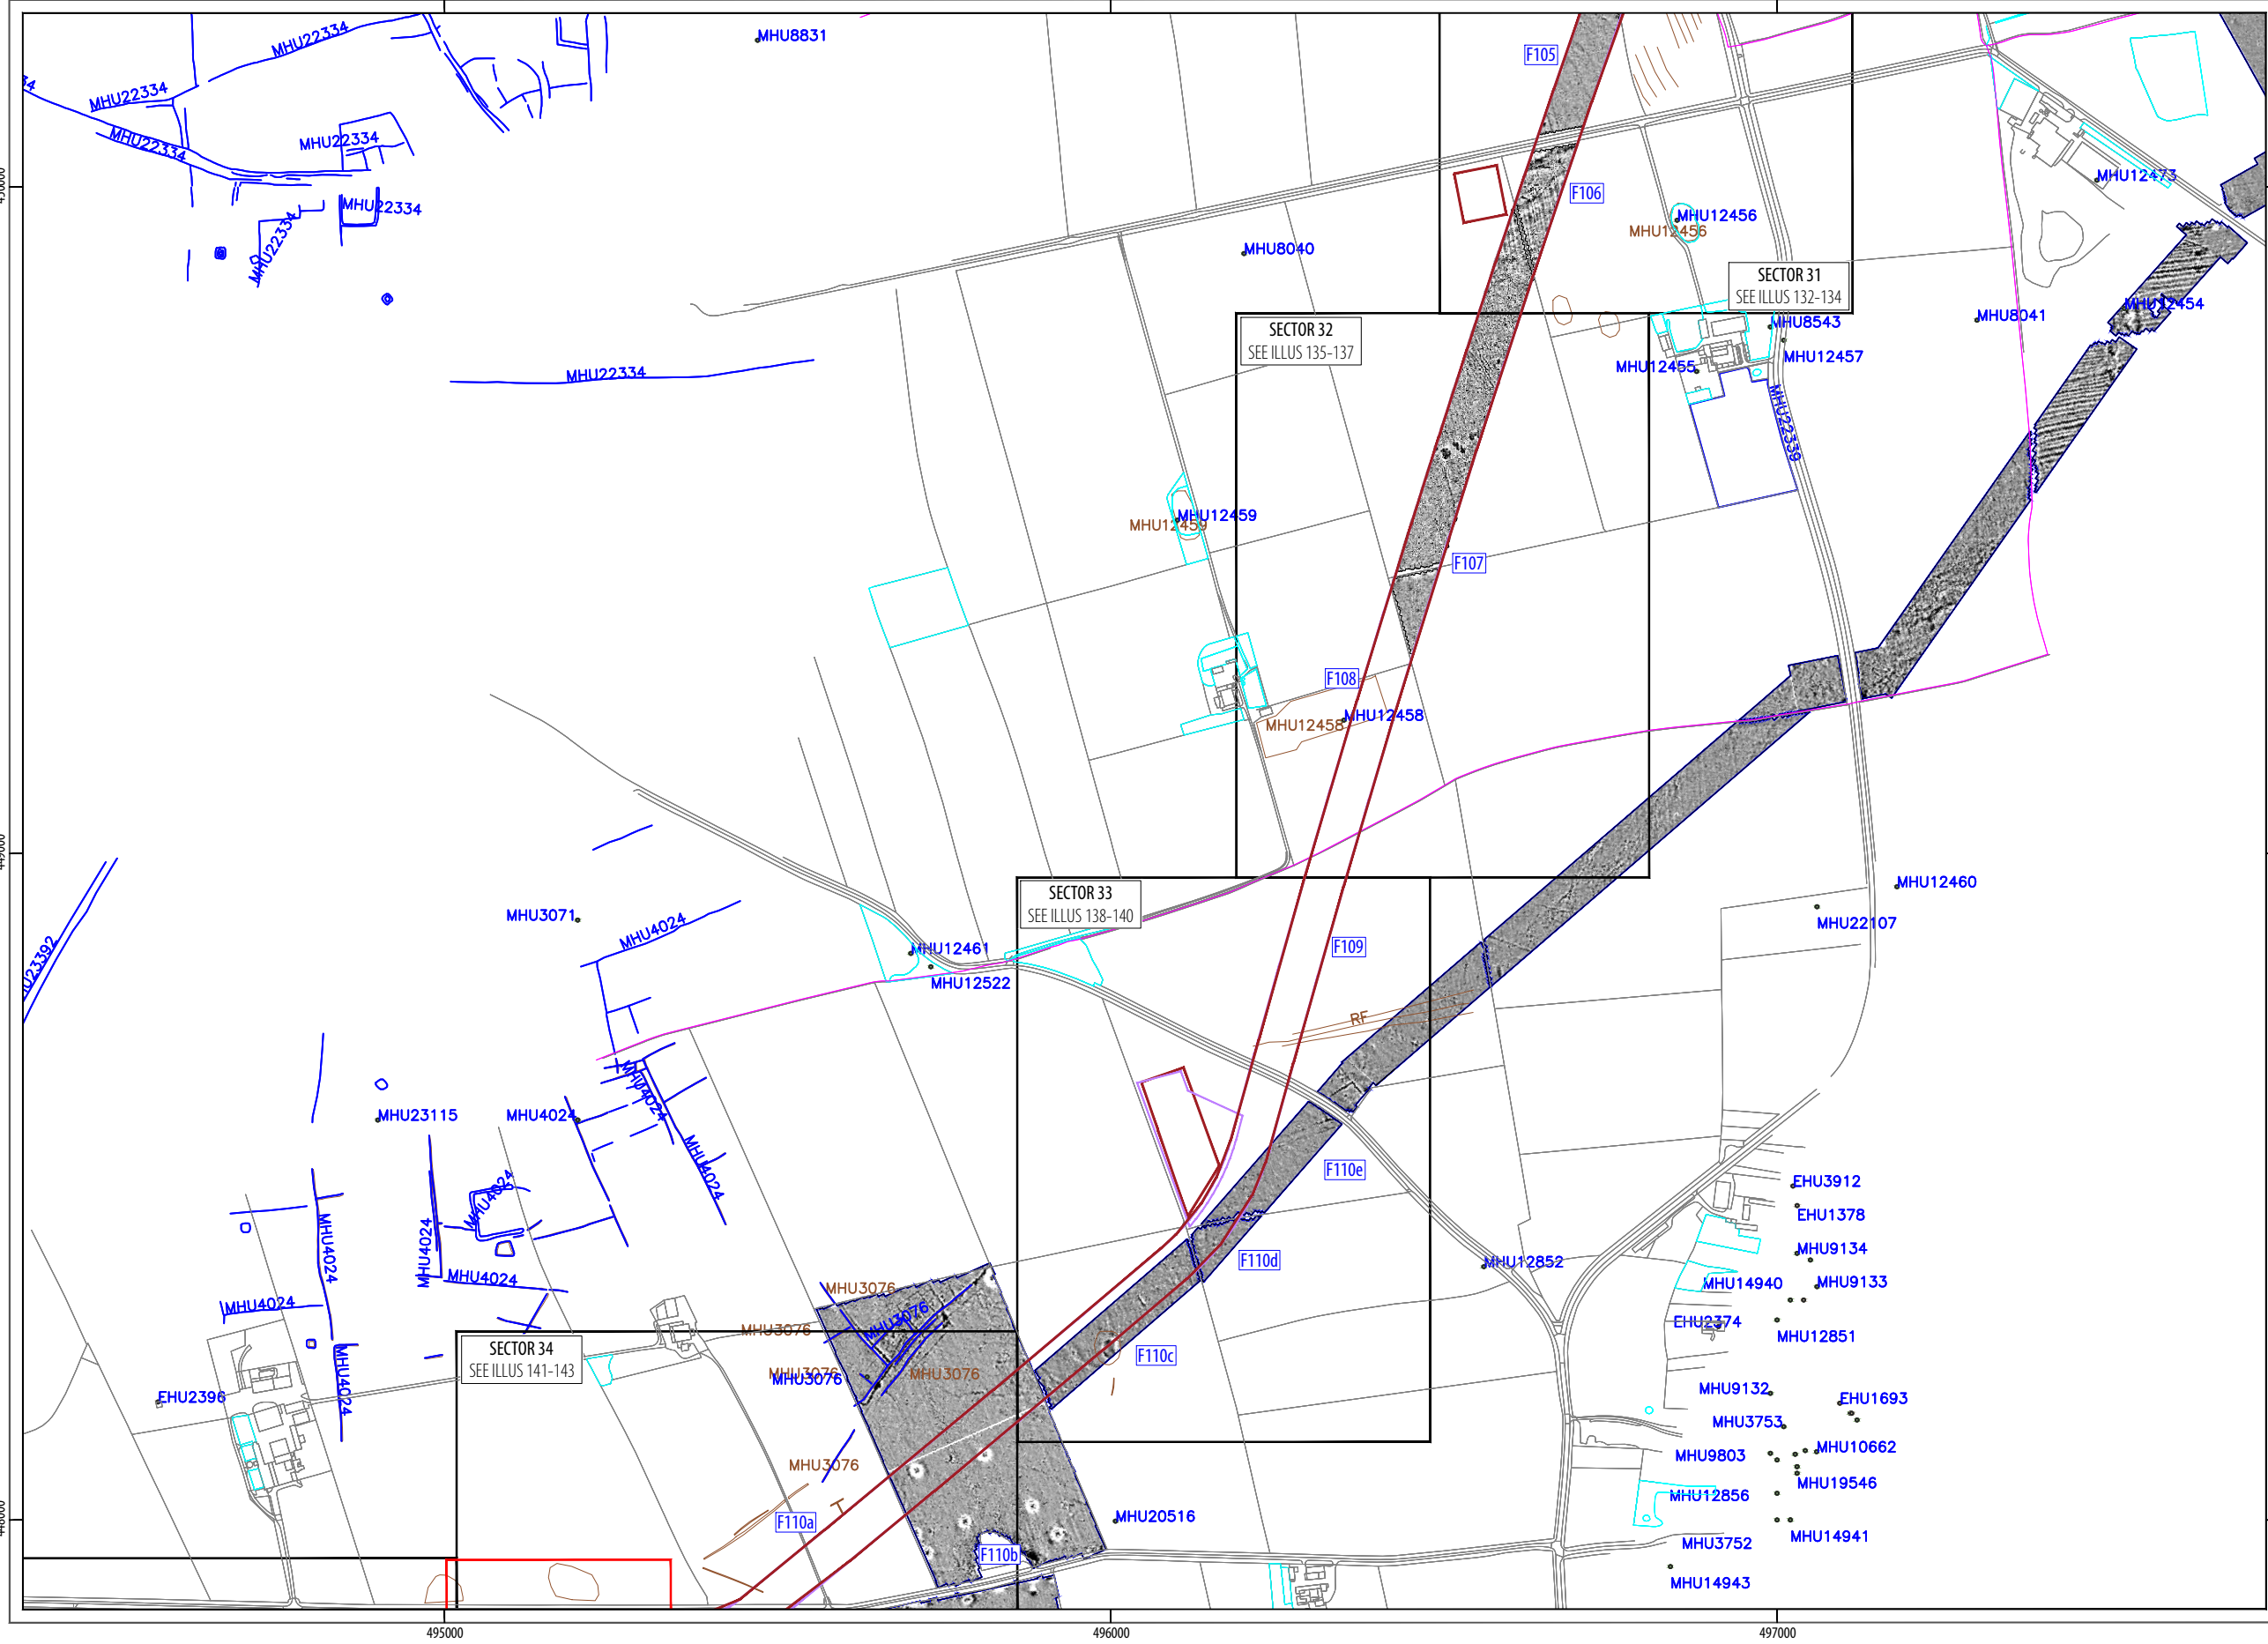 MHU22334
MHU8831
F105
34
MHU22334
MHU22334
MHU22334
MHU12473
F106
MHU22334
MHU12456
MHU12456
MHU22334
MHU8040
SECTOR 31
SEE ILLUS 132-134
MHU12454
MHU8041
SECTOR 32
SEE ILLUS 135-137
MHU8543
MHU12457
MHU12455
MHU22334
MHU22339
MHU12459
MHU12459
F107
F108
MHU12458
MHU12458
MHU12460
SECTOR 33
SEE ILLUS 138-140
MHU3071
MHU22107
MHU4024
F109
MHU12461
MHU12522
RF
MHU4024
MHU23115
MHU4024
MHU4024
F110e
EHU3912
MHU4024
EHU1378
MHU4024
MHU4024
MHU9134
F110d
MHU12852
MHU4024
MHU14940
MHU9133
MHU3076
MHU4024
MHU3076
EHU2374
MHU3076
MHU12851
SECTOR 34
SEE ILLUS 141-143
F110c
MHU3076
MHU3076
MHU3076
MHU4024
MHU9132
EHU2396
EHU1693
MHU3753
MHU10662
MHU9803
MHU3076
MHU19546
MHU12856
T
F110a
MHU20516
MHU14941
MHU3752
F110b
MHU14943
495000
496000
497000